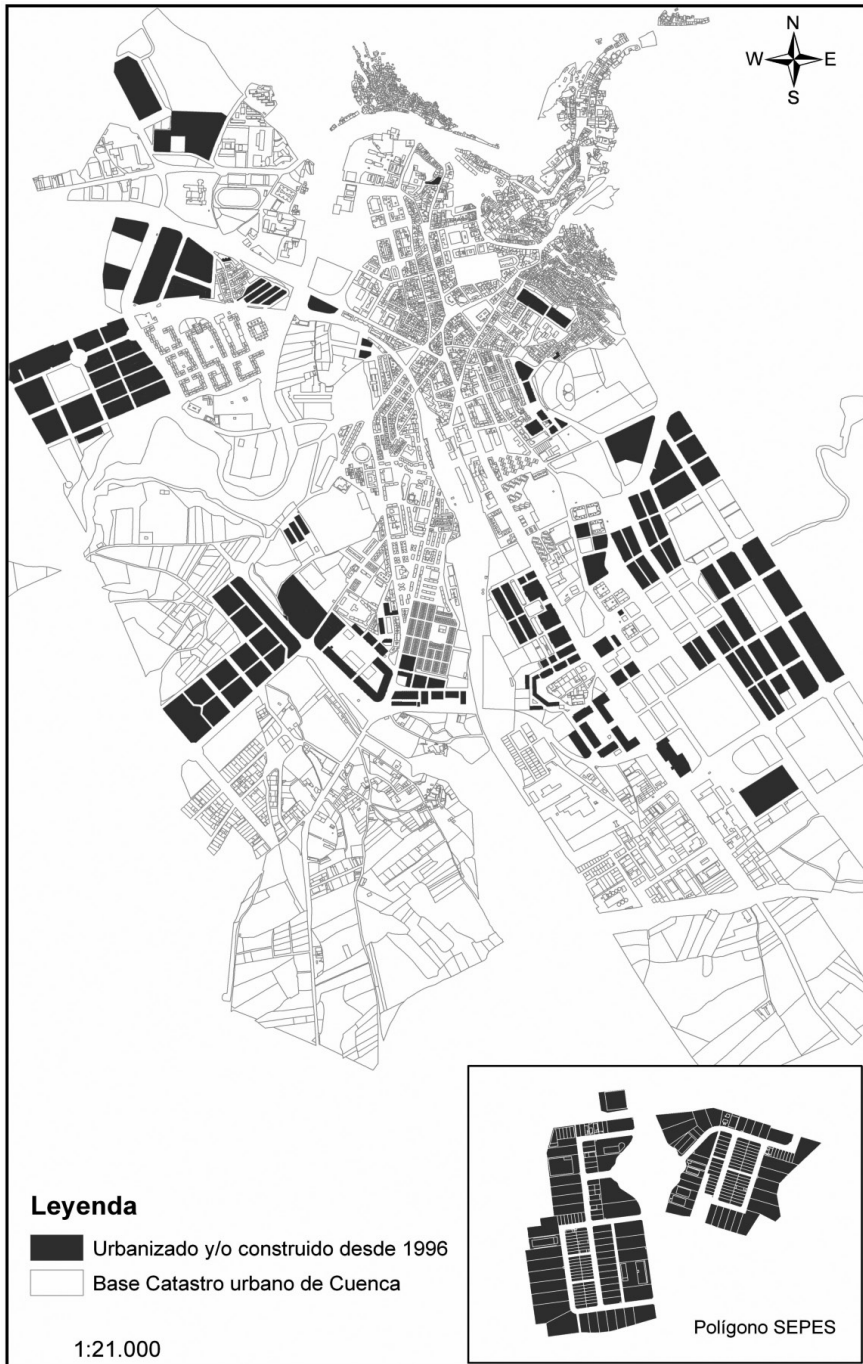 N
W E
S
Leyenda
Urbanizado y/o construido desde 1996
Base Catastro urbano de Cuenca
1:21.000
Polígono SEPES